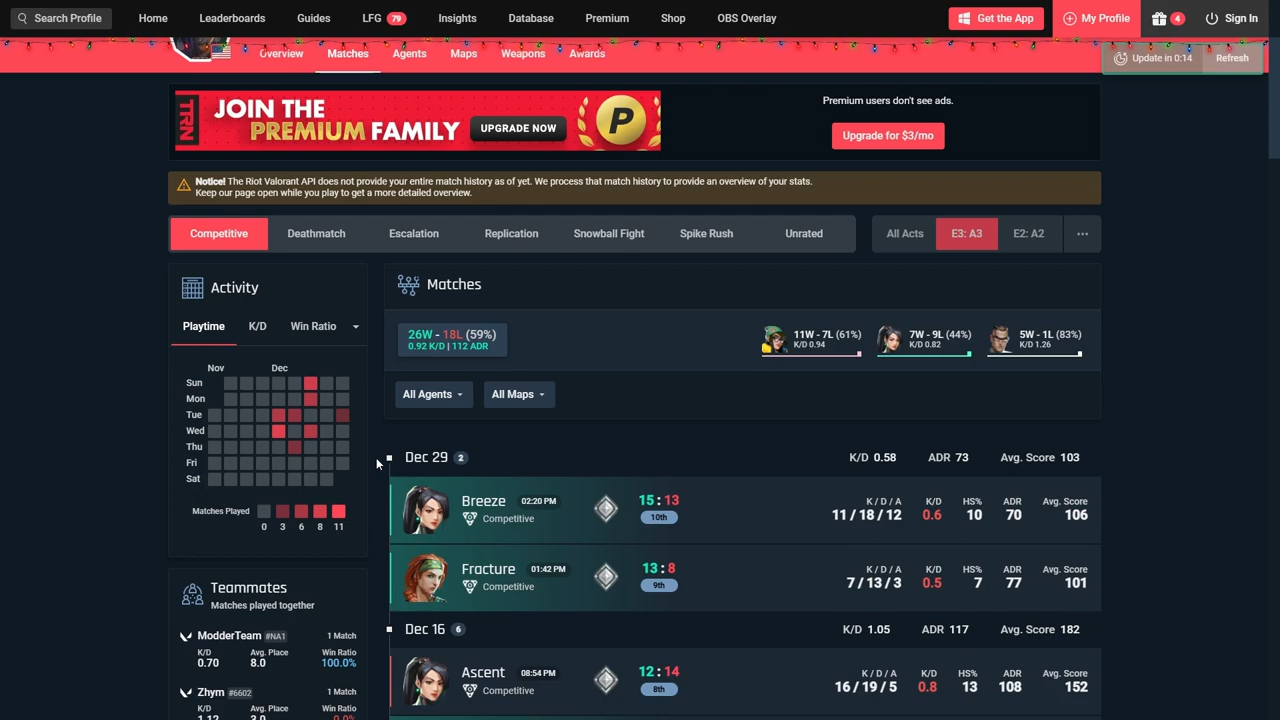 Search Profile
Home
Leaderboards
Guides
LFG 79
Insights
Database
Premium
Shop
OBS Overlay
Get the App
My Profile
4
Sign In
Overview
Matches
Agents
Maps
Weapons
Awards
Update in 0:14
Refresh
TRN
JOIN THE
PREMIUM FAMILY
UPGRADE NOW
P
Premium users don't see ads.
Upgrade for $3/mo
Notice! The Riot Valorant API does not provide your entire match history as of yet. We process that match history to provide an overview of your stats.
Keep our page open while you play to get a more detailed overview.
Competitive
Deathmatch
Escalation
Replication
Snowball Fight
Spike Rush
Unrated
All Acts
E3: A3
E2: A2
...
Activity
Playtime
K/D
Win Ratio
Nov
Dec
Sun
Mon
Tue
Wed
Thu
Fri
Sat
Matches Played
0 3 6 8 11
Teammates
Matches played together
ModderTeam #NA1
1 Match
K/D Avg. Place Win Ratio
0.70 8.0 100.0%
Zhym #6602
1 Match
K/D Avg. Place Win Ratio
1.12 3.0 0.0%
Matches
26W - 18L (59%)
0.92 K/D | 112 ADR
11W - 7L (61%)
K/D 0.94
7W - 9L (44%)
K/D 0.82
5W - 1L (83%)
K/D 1.26
All Agents
All Maps
Dec 29 2
K/D 0.58 ADR 73 Avg. Score 103
Breeze 02:20 PM
Competitive
15 : 13
10th
K / D / A K/D HS% ADR Avg. Score
11 / 18 / 12 0.6 10 70 106
Fracture 01:42 PM
Competitive
13 : 8
9th
K / D / A K/D HS% ADR Avg. Score
7 / 13 / 3 0.5 7 77 101
Dec 16 6
K/D 1.05 ADR 117 Avg. Score 182
Ascent 08:54 PM
Competitive
12 : 14
8th
K / D / A K/D HS% ADR Avg. Score
16 / 19 / 5 0.8 13 108 152